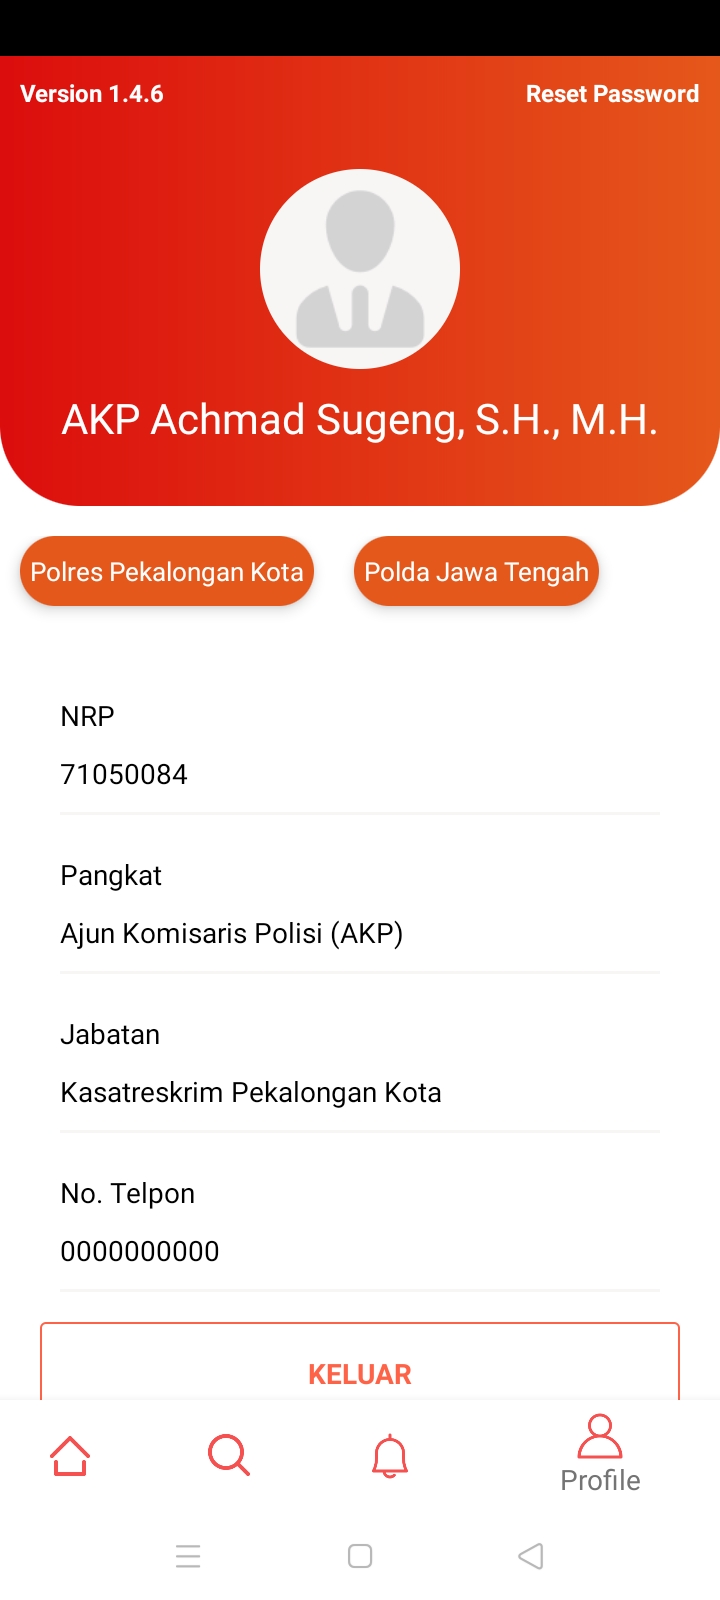 Version 1.4.6
Reset Password
AKP Achmad Sugeng, S.H., M.H.
Polres Pekalongan Kota
Polda Jawa Tengah
NRP
71050084
Pangkat
Ajun Komisaris Polisi (AKP)
Jabatan
Kasatreskrim Pekalongan Kota
No. Telpon
0000000000
KELUAR
Profile